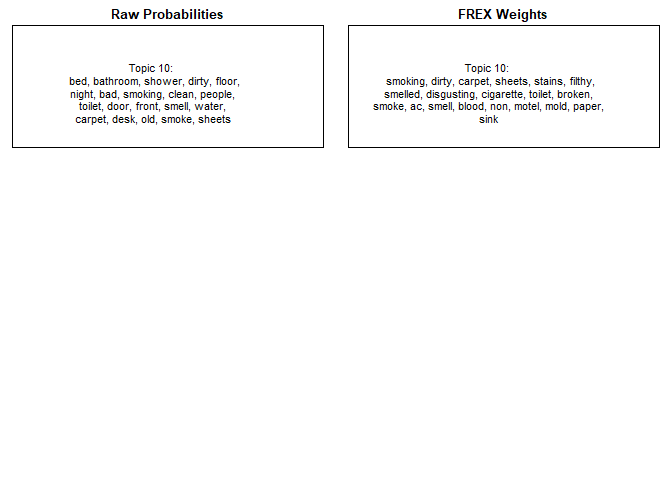 Raw Probabilities
Topic 10:
bed, bathroom, shower, dirty, floor,
night, bad, smoking, clean, people,
toilet, door, front, smell, water,
carpet, desk, old, smoke, sheets
FREX Weights
Topic 10:
smoking, dirty, carpet, sheets, stains, filthy,
smelled, disgusting, cigarette, toilet, broken,
smoke, ac, smell, blood, non, motel, mold, paper,
sink